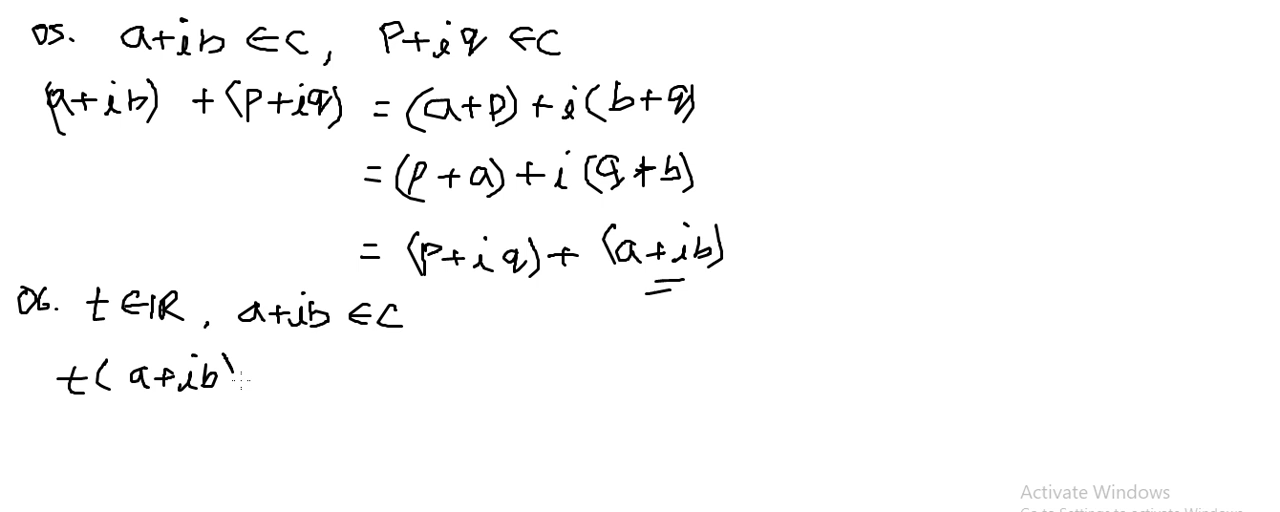 05. a+ib ∈C, P+iq ∈C
(a+ib) + (p+iq) = (a+p) + i(b+q)
= (p+a) + i(q+b)
= (p+iq) + (a+ib)
06. t ∈ IR, a+ib ∈C
t(a+ib)
Activate Windows